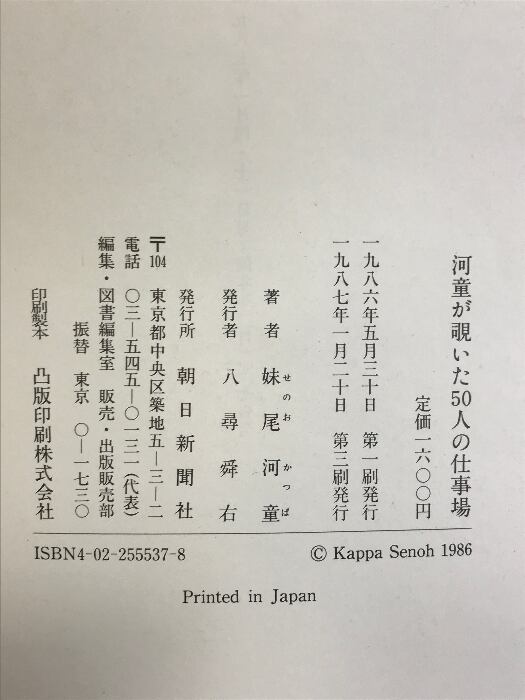 河童が覗いた50人の仕事場
定価一六〇〇円
一九八六年五月三十日 第一刷発行
一九八七年一月二十日 第三刷発行
著者 妹尾河童
せのお かっぱ
発行者 八尋舜右
発行所 朝日新聞社
〒104 東京都中央区築地五―三―二
電話 〇三―五四五―〇一三一(代表)
編集・図書編集室 販売・出版販売部
振替 東京 〇―一七三〇
印刷製本 凸版印刷株式会社
ISBN4-02-255537-8
© Kappa Senoh 1986
Printed in Japan